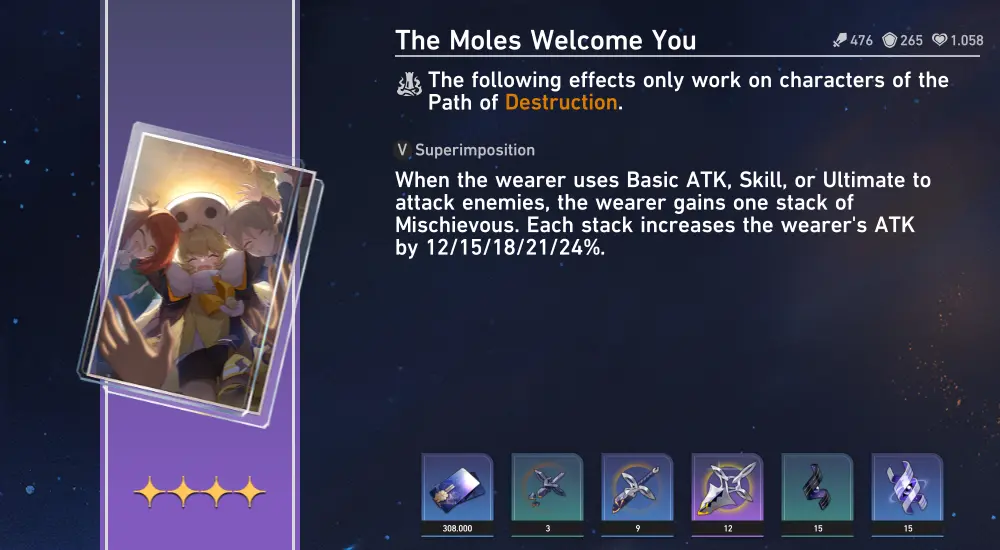 The Moles Welcome You
476 265 1.058
The following effects only work on characters of the
Path of Destruction.
V Superimposition
When the wearer uses Basic ATK, Skill, or Ultimate to
attack enemies, the wearer gains one stack of
Mischievous. Each stack increases the wearer's ATK
by 12/15/18/21/24%.
308.000 3 9 12 15 15